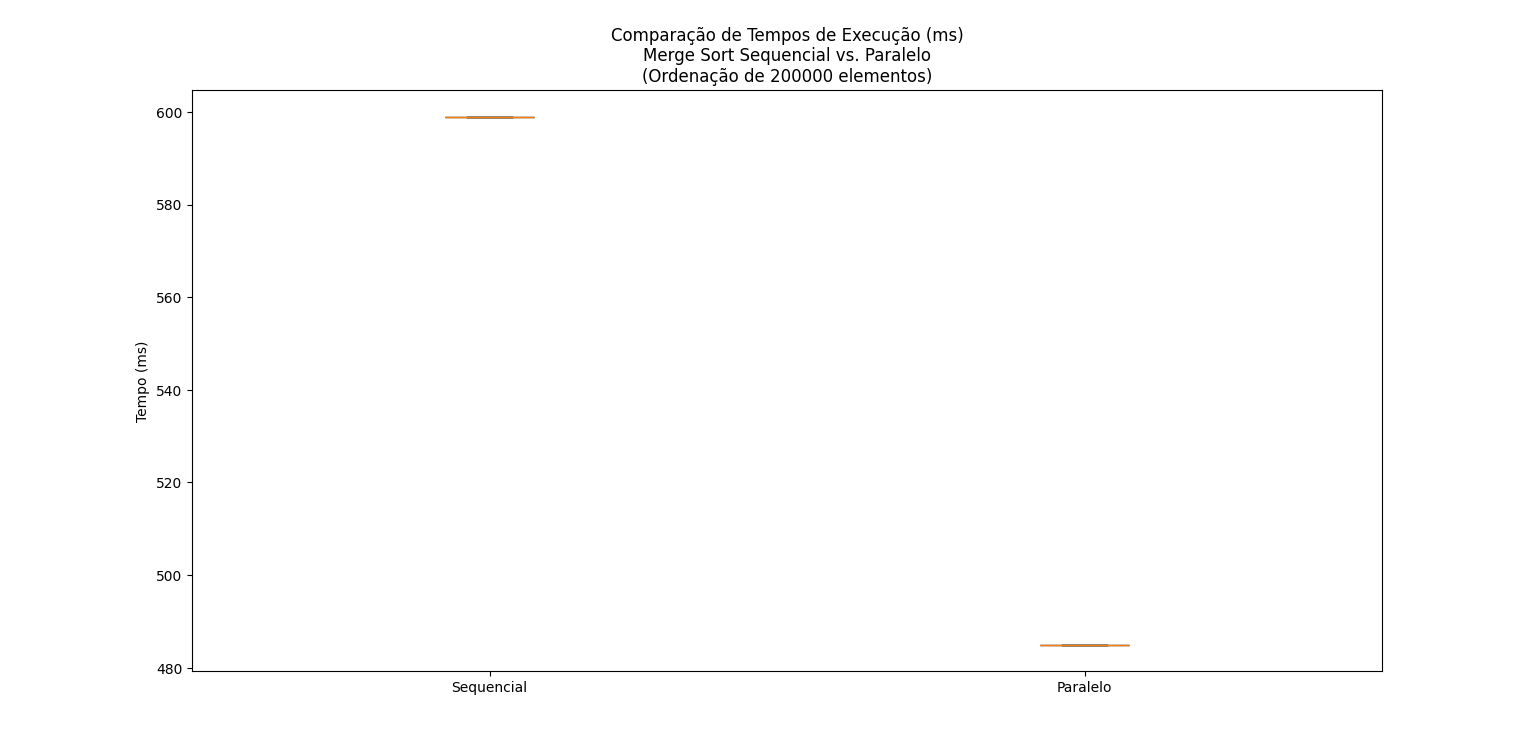 Comparação de Tempos de Execução (ms)
Merge Sort Sequencial vs. Paralelo
(Ordenação de 200000 elementos)
600
580
560
540
520
500
480
Tempo (ms)
Sequencial
Paralelo